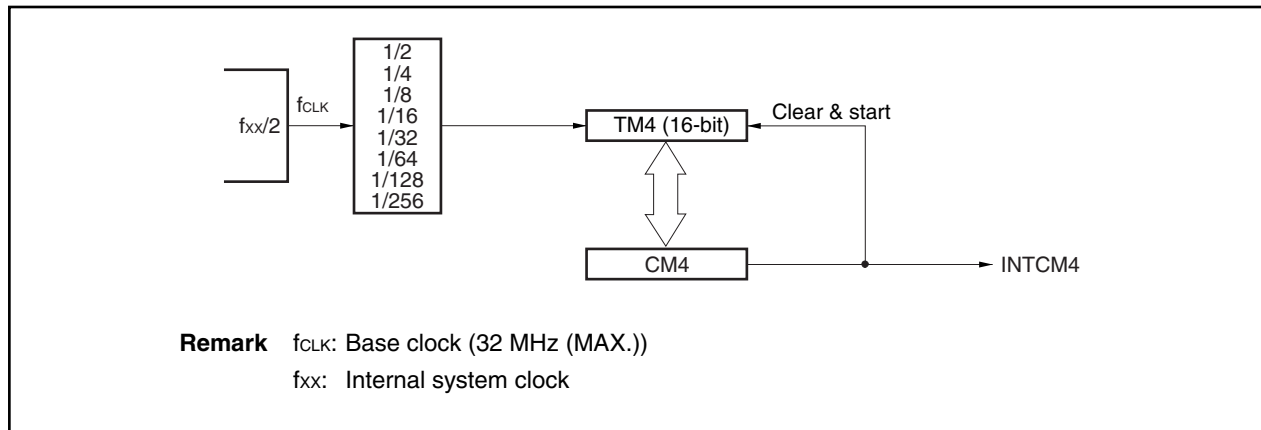 fXX/2
fCLK
1/2
1/4
1/8
1/16
1/32
1/64
1/128
1/256
TM4 (16-bit)
Clear & start
CM4
INTCM4
Remark fCLK: Base clock (32 MHz (MAX.))
fXX: Internal system clock